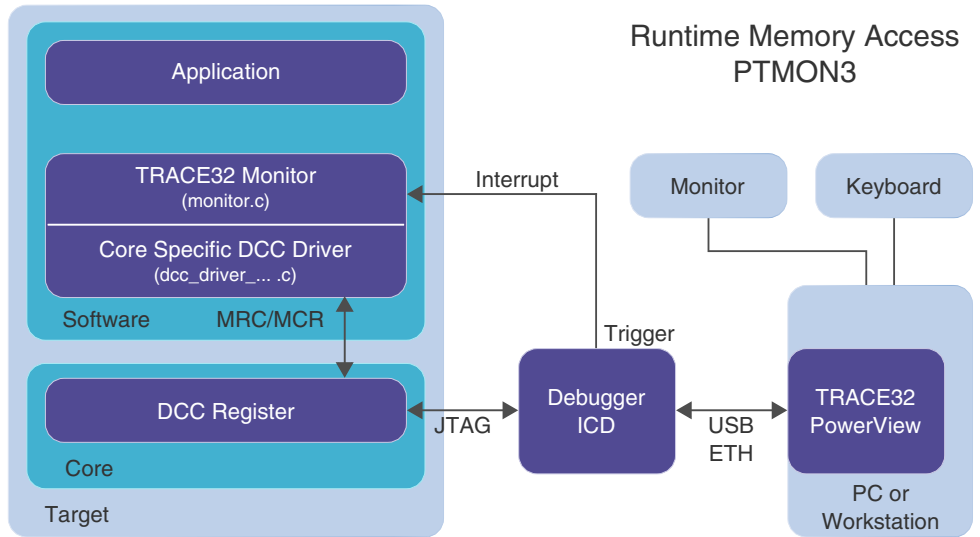 Runtime Memory Access
PTMON3
Application
TRACE32 Monitor
(monitor.c)
Core Specific DCC Driver
(dcc_driver_... .c)
Software
MRC/MCR
Interrupt
Monitor
Keyboard
Trigger
DCC Register
JTAG
Debugger
ICD
USB
ETH
TRACE32
PowerView
Core
Target
PC or
Workstation